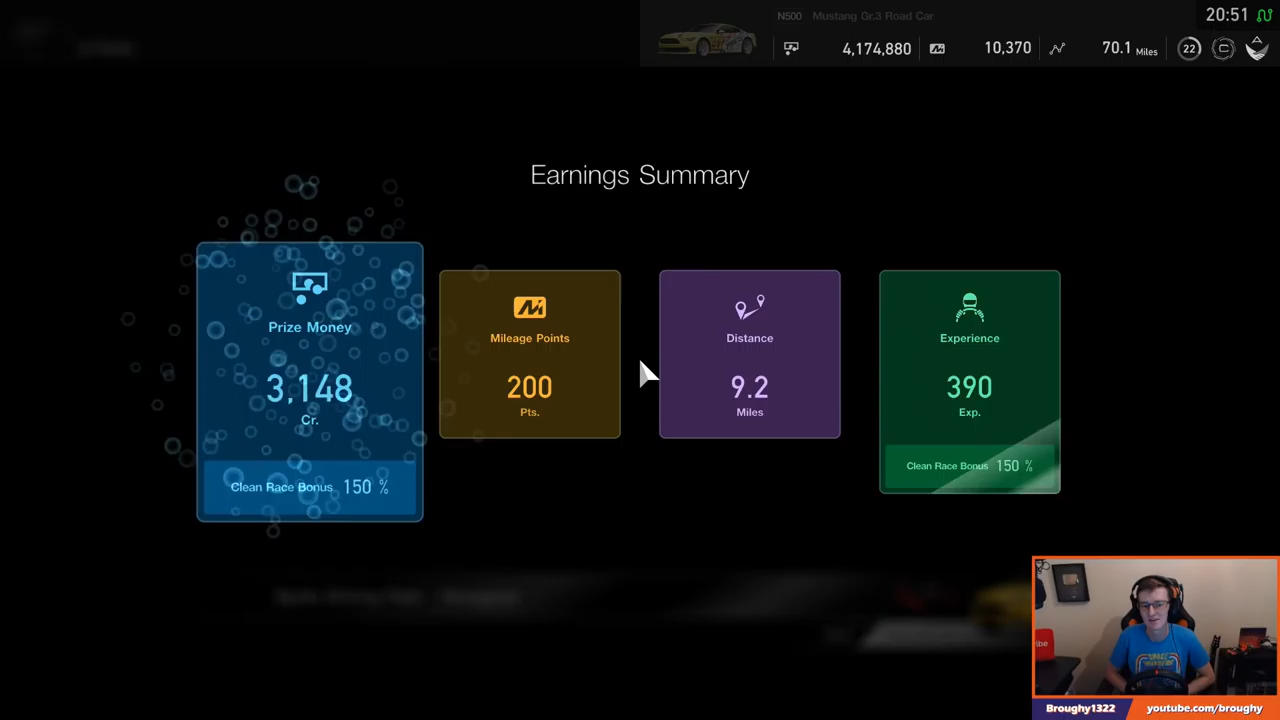 N500 Mustang Gr.3 Road Car
20:51
4,174,880
10,370
70.1 Miles
22
Earnings Summary
Prize Money
3,148
Cr.
Clean Race Bonus 150 %
Mileage Points
200
Pts.
Distance
9.2
Miles
Experience
390
Exp.
Clean Race Bonus 150 %
ibe
Broughy1322
youtube.com/broughy